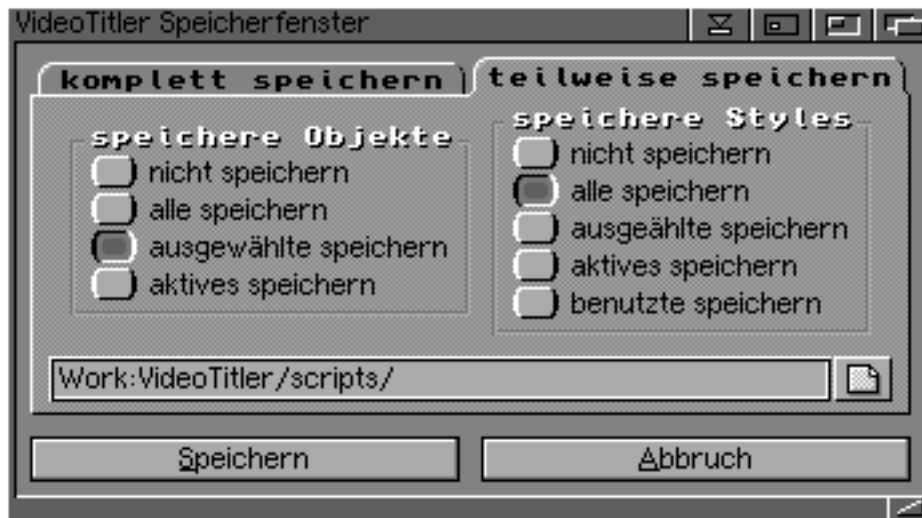 VideoTitler Speicherfenster
komplett speichern
teilweise speichern
speichere Objekte
nicht speichern
alle speichern
ausgewählte speichern
aktives speichern
speichere Styles
nicht speichern
alle speichern
ausgeählte speichern
aktives speichern
benutzte speichern
Work:VideoTitler/scripts/
Speichern
Abbruch